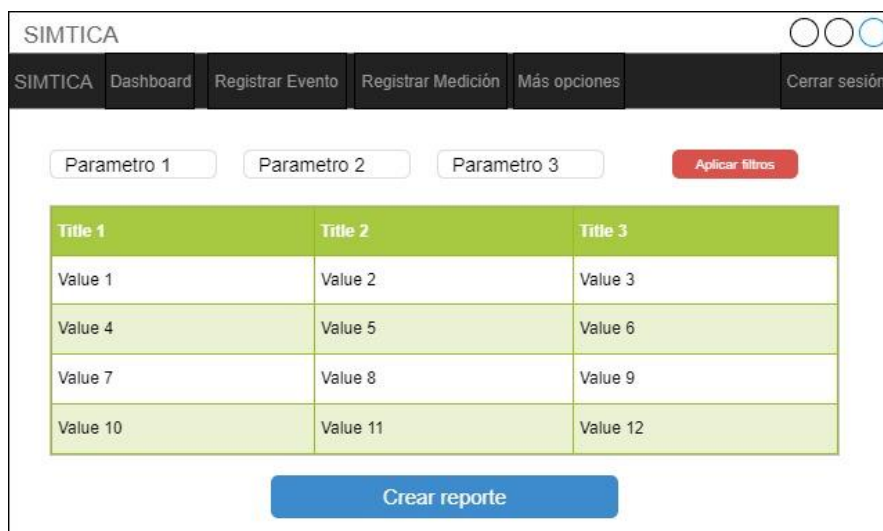 SIMTICA
SIMTICA Dashboard Registrar Evento Registrar Medición Más opciones Cerrar sesión
Parametro 1 Parametro 2 Parametro 3 Aplicar filtros
Title 1 Title 2 Title 3
Value 1 Value 2 Value 3
Value 4 Value 5 Value 6
Value 7 Value 8 Value 9
Value 10 Value 11 Value 12
Crear reporte